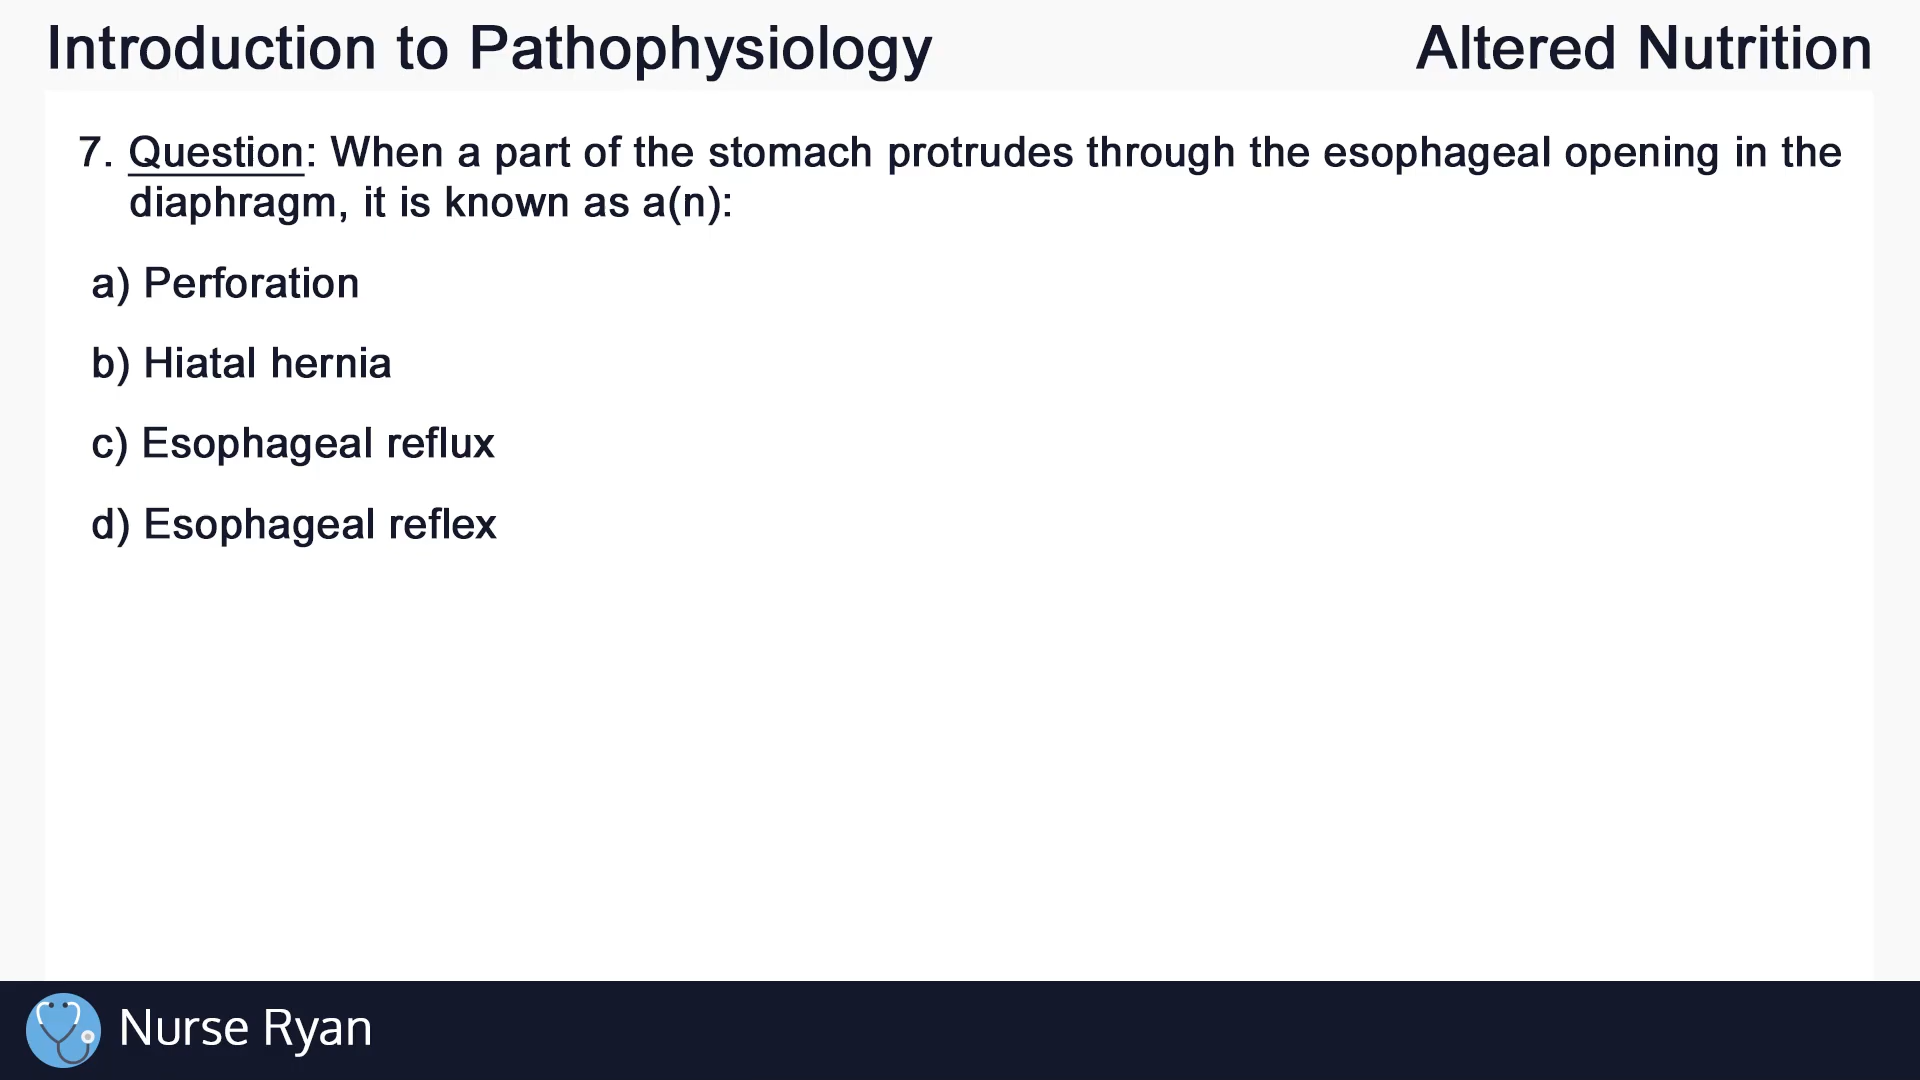 Introduction to Pathophysiology
Altered Nutrition
7. Question: When a part of the stomach protrudes through the esophageal opening in the
diaphragm, it is known as a(n):
a) Perforation
b) Hiatal hernia
c) Esophageal reflux
d) Esophageal reflex
Nurse Ryan